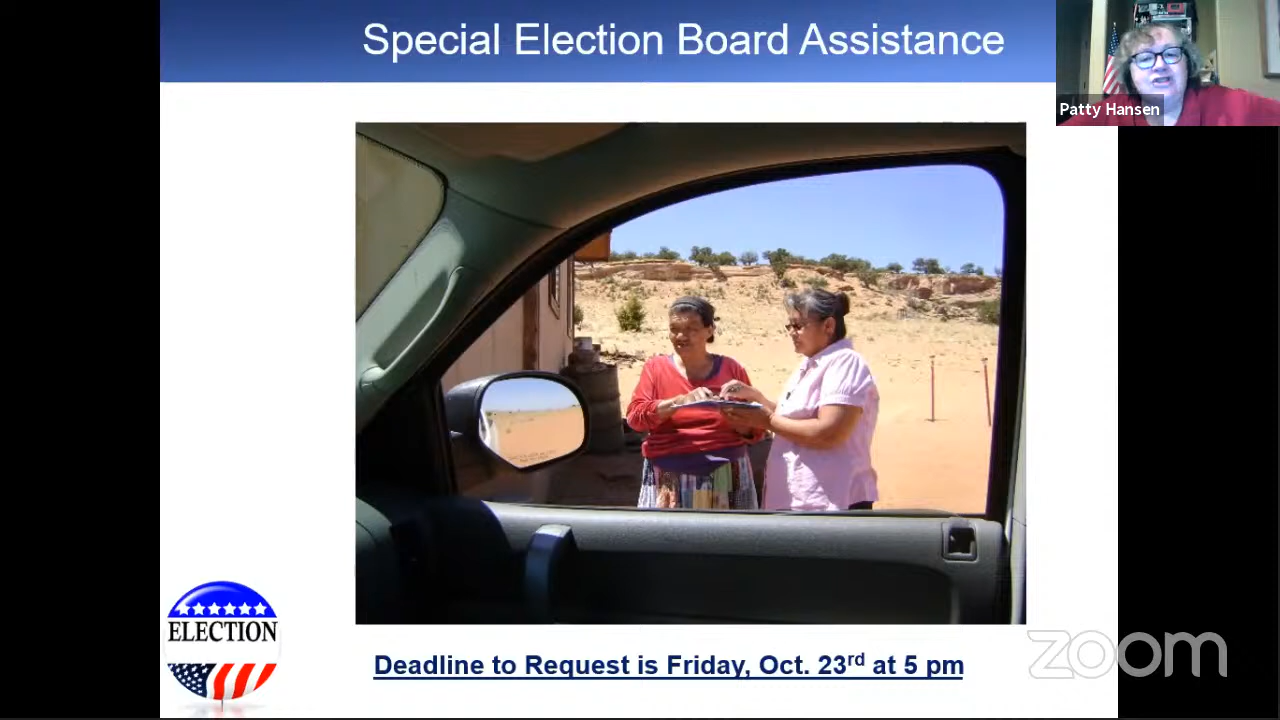 Special Election Board Assistance
Patty Hansen
ELECTION
Deadline to Request is Friday, Oct. 23rd at 5 pm
zoom